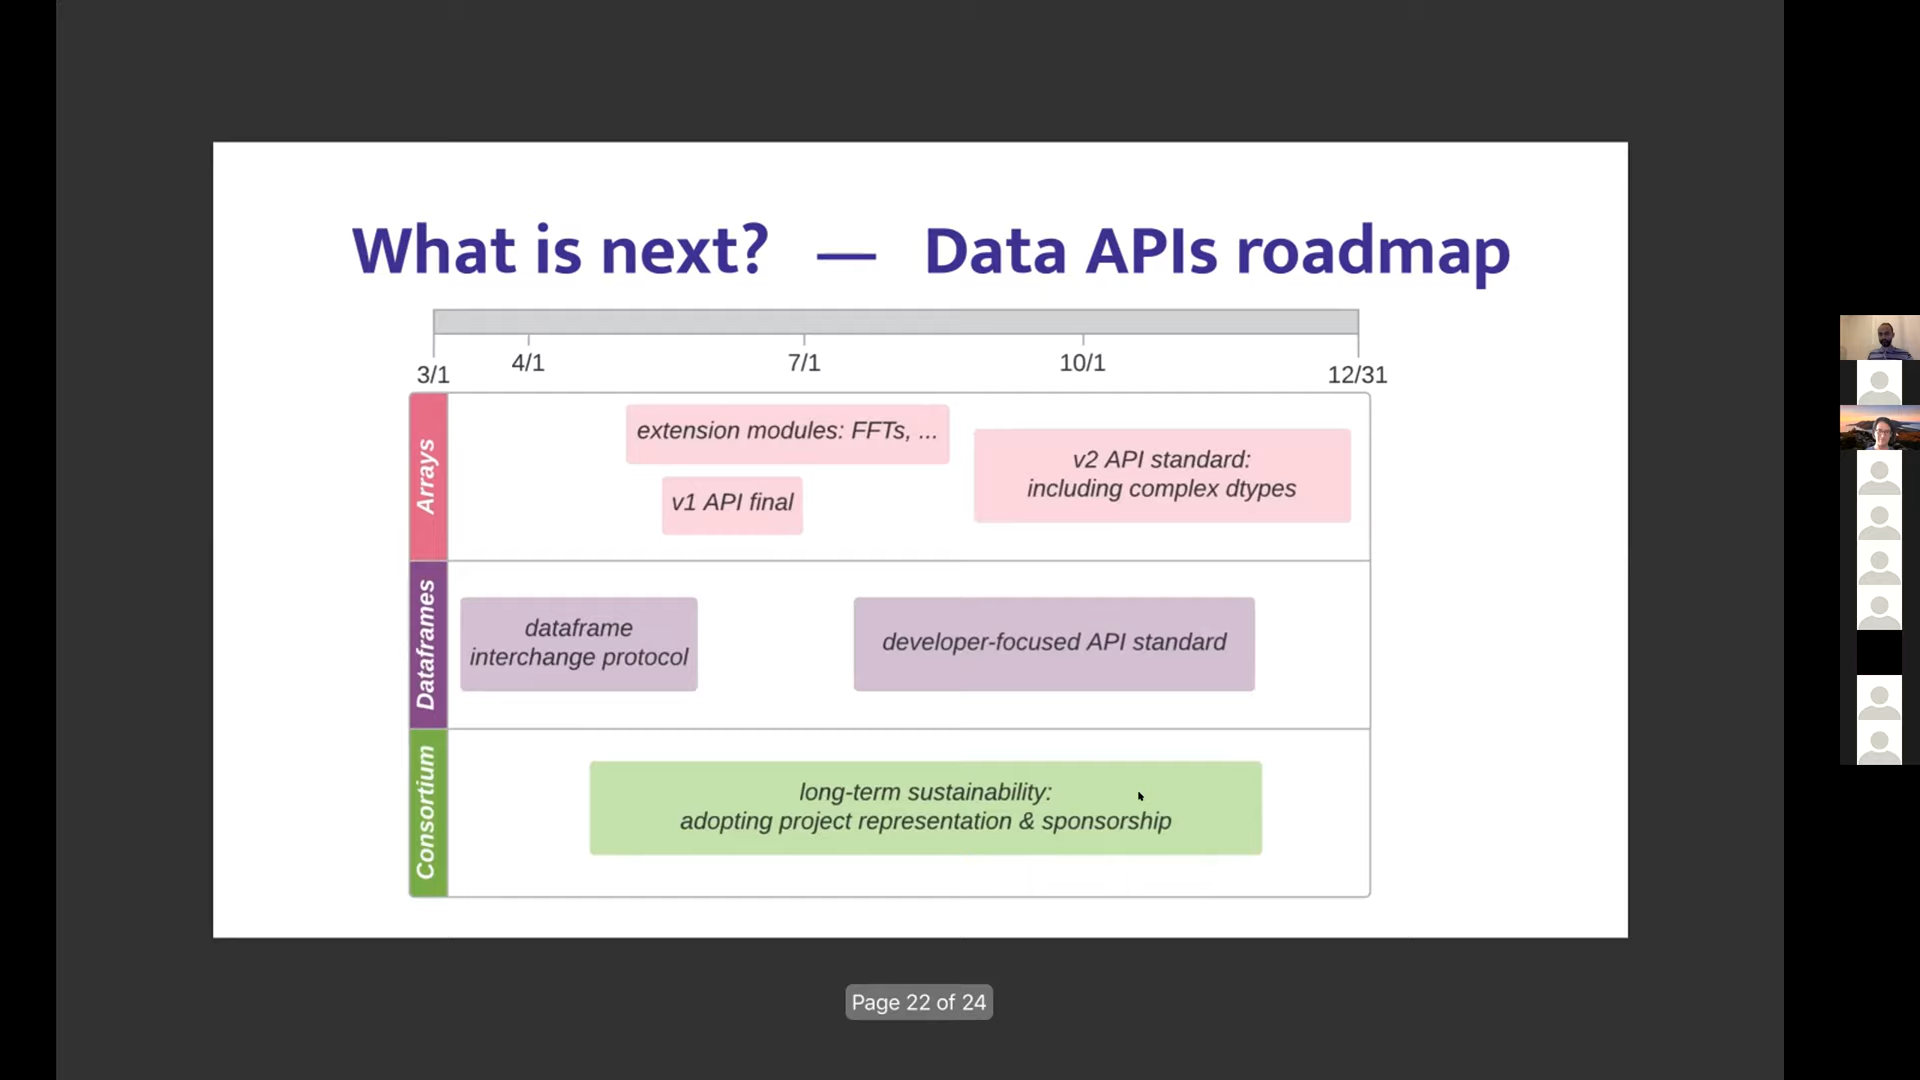 What is next? — Data APIs roadmap
3/1
4/1
7/1
10/1
12/31
Arrays
extension modules: FFTs, ...
v1 API final
v2 API standard:
including complex dtypes
Dataframes
dataframe
interchange protocol
developer-focused API standard
Consortium
long-term sustainability:
adopting project representation & sponsorship
Page 22 of 24